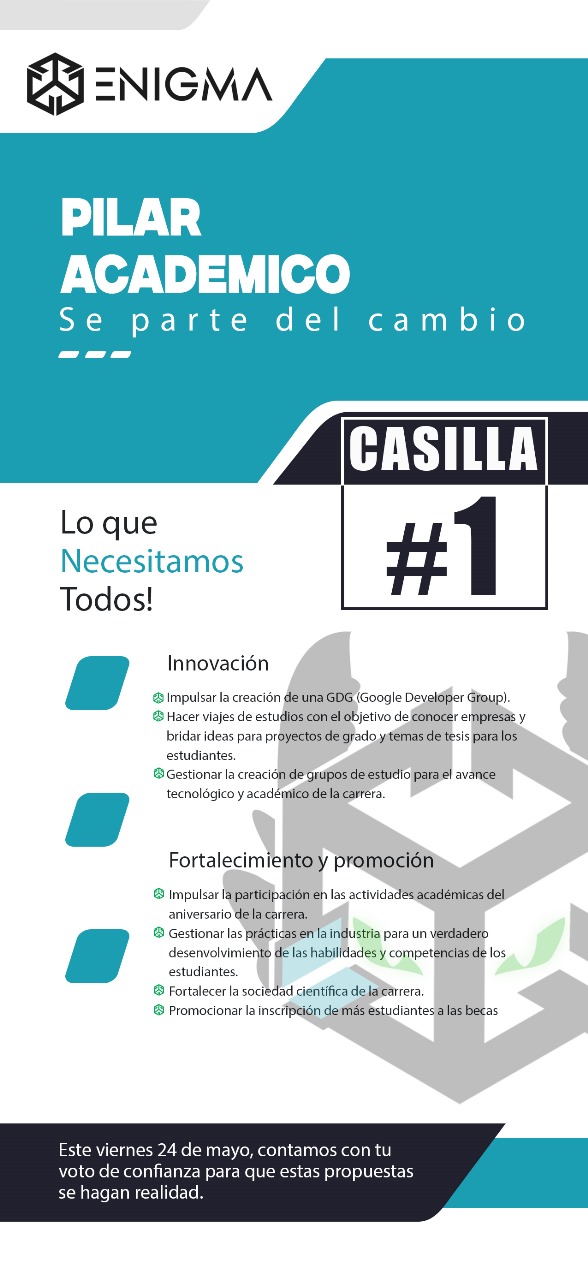 ENIGMA
PILAR
ACADEMICO
Se parte del cambio
CASILLA
#1
Lo que
Necesitamos
Todos!
Innovación
Impulsar la creación de una GDG (Google Developer Group).
Hacer viajes de estudios con el objetivo de conocer empresas y
bridar ideas para proyectos de grado y temas de tesis para los
estudiantes.
Gestionar la creación de grupos de estudio para el avance
tecnológico y académico de la carrera.
Fortalecimiento y promoción
Impulsar la participación en las actividades académicas del
aniversario de la carrera.
Gestionar las prácticas en la industria para un verdadero
desenvolvimiento de las habilidades y competencias de los
estudiantes.
Fortalecer la sociedad científica de la carrera.
Promocionar la inscripción de más estudiantes a las becas
Este viernes 24 de mayo, contamos con tu
voto de confianza para que estas propuestas
se hagan realidad.